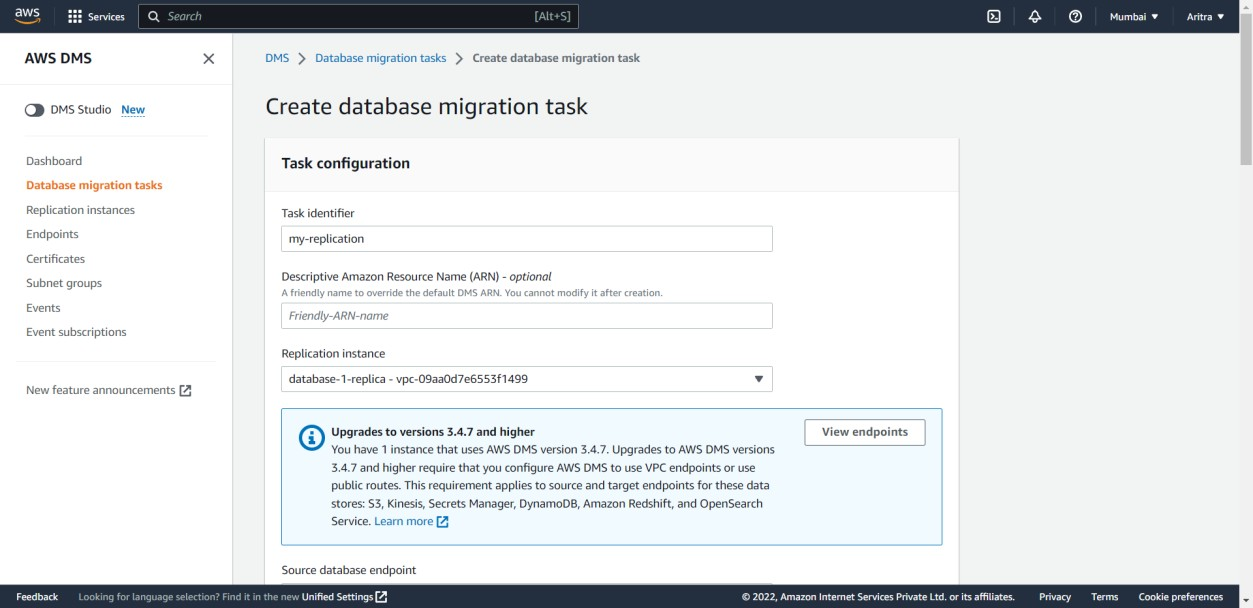 aws Services Search [Alt+S] Mumbai ▼ Aritra ▼
AWS DMS
DMS Studio New
Dashboard
Database migration tasks
Replication instances
Endpoints
Certificates
Subnet groups
Events
Event subscriptions
New feature announcements
DMS > Database migration tasks > Create database migration task
Create database migration task
Task configuration
Task identifier
my-replication
Descriptive Amazon Resource Name (ARN) - optional
A friendly name to override the default DMS ARN. You cannot modify it after creation.
Friendly-ARN-name
Replication instance
database-1-replica - vpc-09aa0d7e6553f1499
Upgrades to versions 3.4.7 and higher
You have 1 instance that uses AWS DMS version 3.4.7. Upgrades to AWS DMS versions
3.4.7 and higher require that you configure AWS DMS to use VPC endpoints or use
public routes. This requirement applies to source and target endpoints for these data
stores: S3, Kinesis, Secrets Manager, DynamoDB, Amazon Redshift, and OpenSearch
Service. Learn more
View endpoints
Source database endpoint
Feedback Looking for language selection? Find it in the new Unified Settings © 2022, Amazon Internet Services Private Ltd. or its affiliates. Privacy Terms Cookie preferences